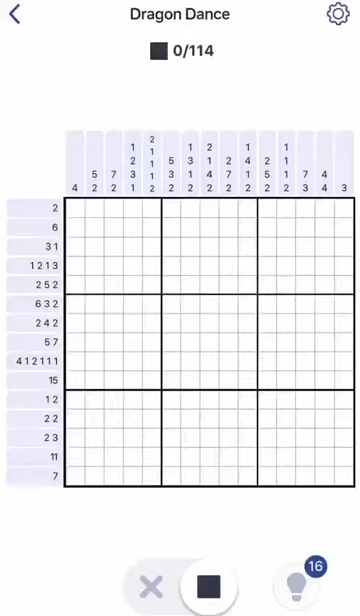 Dragon Dance
0/114
2
1 1 1 2 1 1
2 1 5 3 1 2 4 2 1
5 7 3 1 3 1 4 7 1 5 1 7 4
4 2 2 1 2 2 2 2 2 2 2 2 3 4 3
2
6
3 1
1 2 1 3
2 5 2
6 3 2
2 4 2
5 7
4 1 2 1 1 1
15
1 2
2 2
2 3
11
7
16